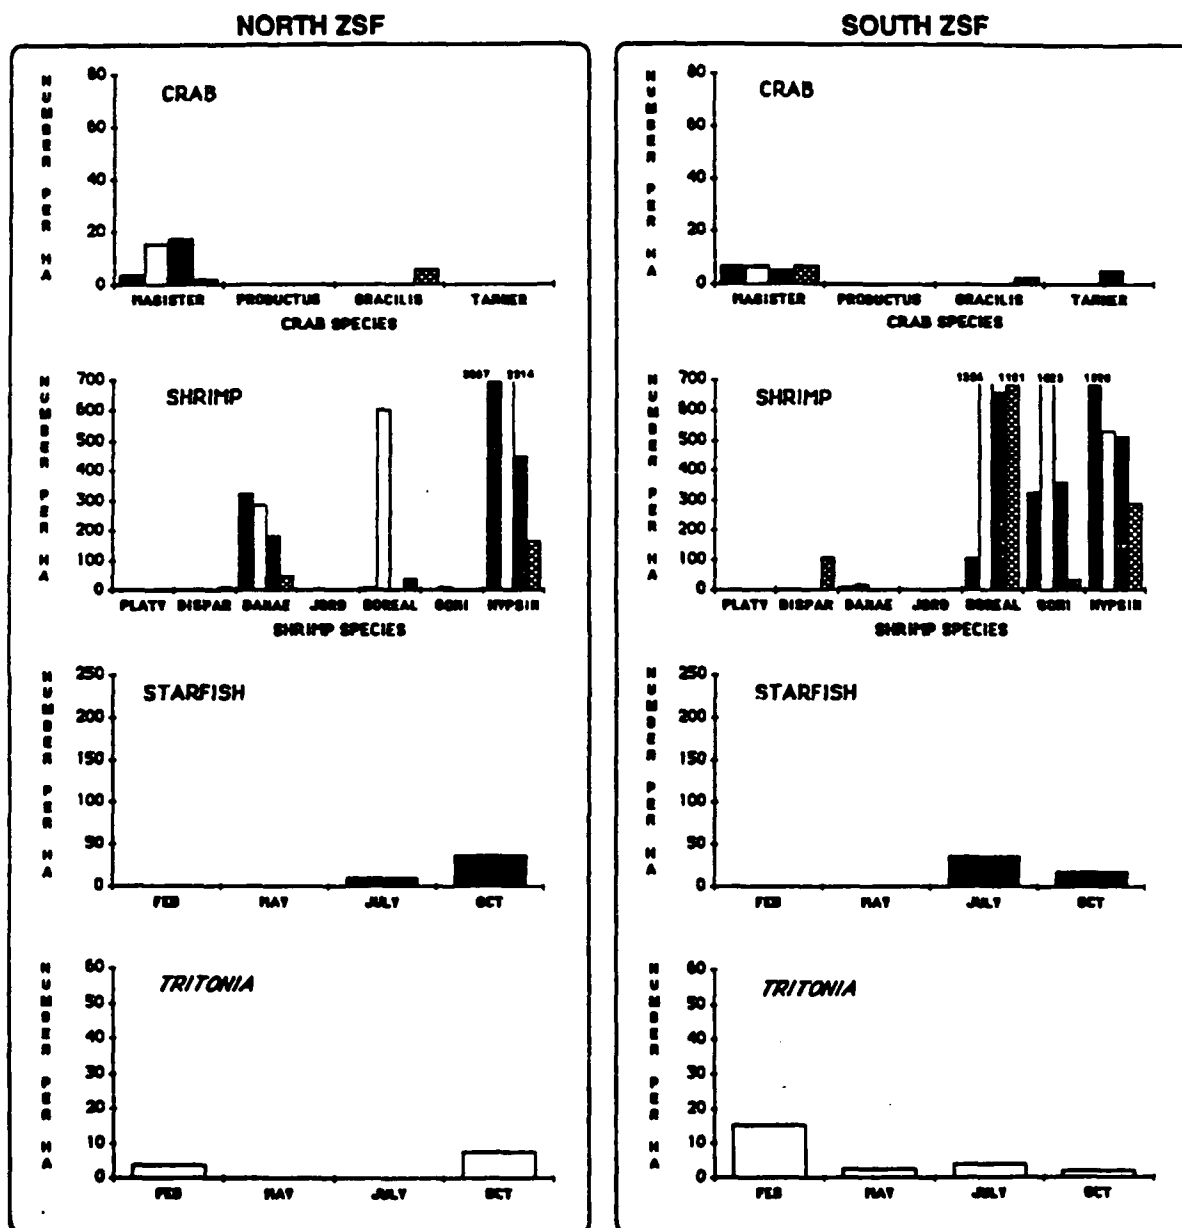 NORTH ZSF
NUMBER PER HA
80
60
40
20
0
CRAB
MAGISTER PRODUCTUS GRACILIS TANNER
CRAB SPECIES
NUMBER PER HA
700
600
500
400
300
200
100
0
SHRIMP
2314
PLATY DISPAR DANAE JORD BOREAL GONI HYPSIN
SHRIMP SPECIES
NUMBER PER HA
250
200
150
100
50
0
STARFISH
FEB MAY JULY OCT
NUMBER PER HA
60
50
40
30
20
10
0
TRITONIA
FEB MAY JULY OCT
SOUTH ZSF
NUMBER PER HA
80
60
40
20
0
CRAB
MAGISTER PRODUCTUS GRACILIS TANNER
CRAB SPECIES
NUMBER PER HA
700
600
500
400
300
200
100
0
SHRIMP
PLATY DISPAR DANAE JORD BOREAL GONI HYPSIN
SHRIMP SPECIES
NUMBER PER HA
250
200
150
100
50
0
STARFISH
FEB MAY JULY OCT
NUMBER PER HA
60
50
40
30
20
10
0
TRITONIA
FEB MAY JULY OCT